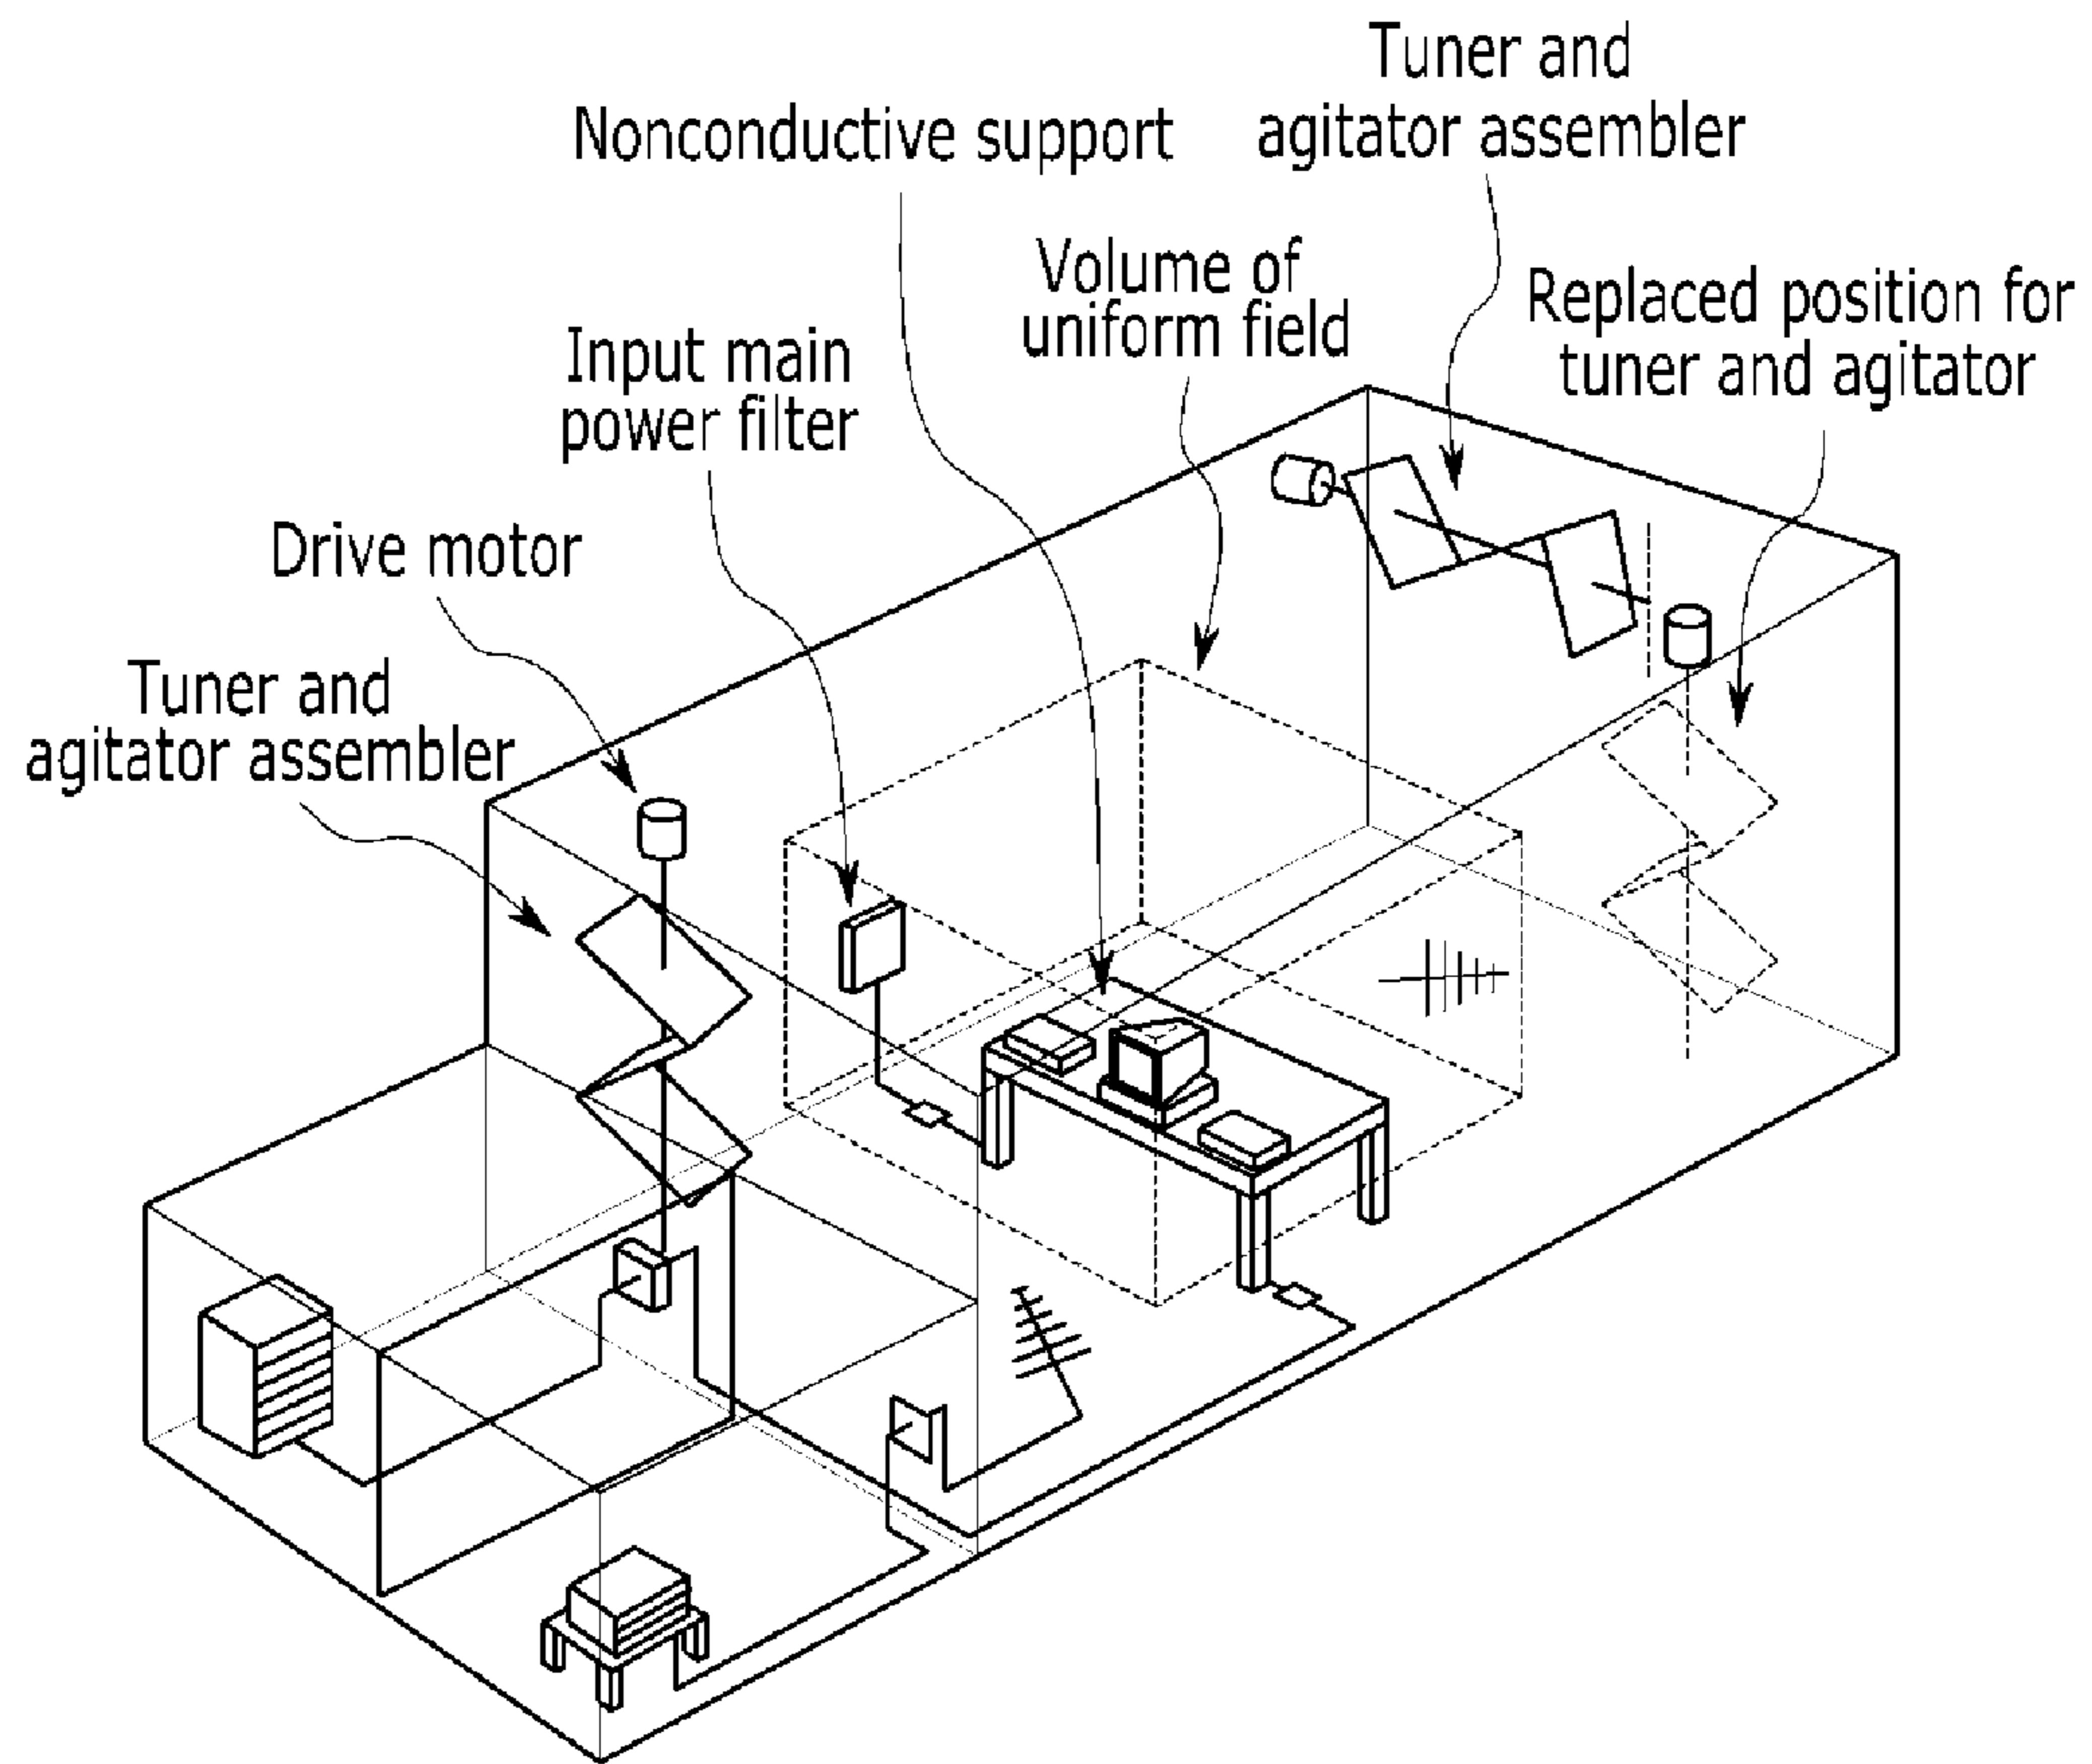 Tuner and
agitator assembler
Nonconductive support
Volume of
uniform field
Replaced position for
tuner and agitator
Input main
power filter
Drive motor
Tuner and
agitator assembler